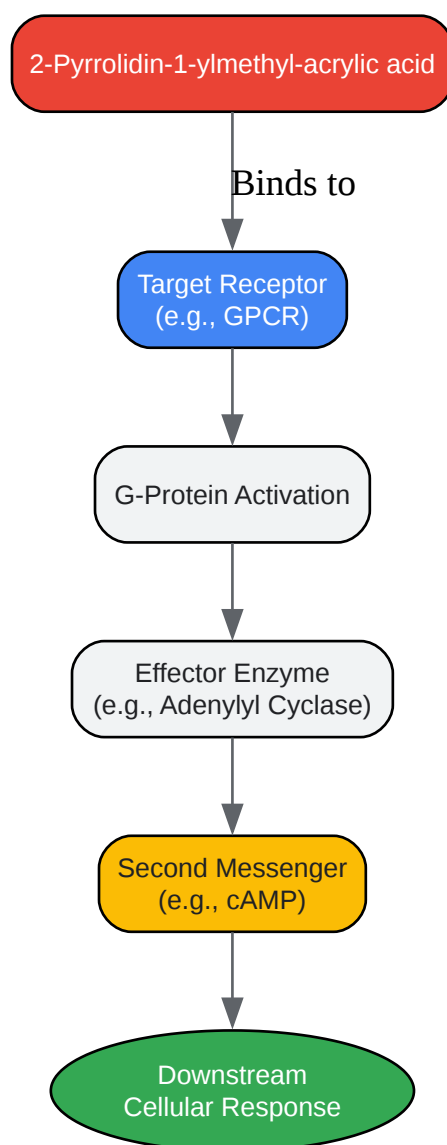 2-Pyrrolidin-1-ylmethyl-acrylic acid
Binds to
Target Receptor
(e.g., GPCR)
G-Protein Activation
Effector Enzyme
(e.g., Adenylyl Cyclase)
Second Messenger
(e.g., cAMP)
Downstream
Cellular Response